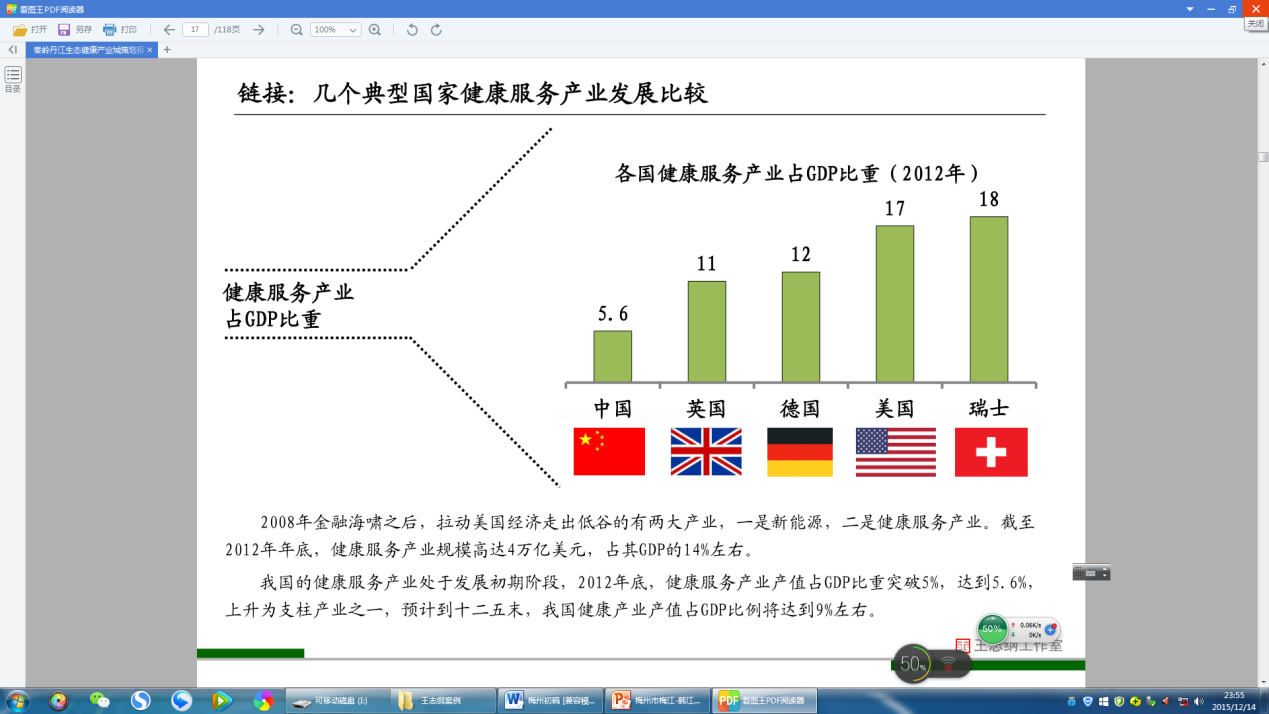 看图王PDF阅读器
关闭
打开 另存 打印 17 /118页 100%
秦岭丹江生态健康产业城策划报
目录
链接：几个典型国家健康服务产业发展比较
各国健康服务产业占GDP比重（2012年）
5.6 11 12 17 18
健康服务产业
占GDP比重
中国 英国 德国 美国 瑞士
2008年金融海啸之后，拉动美国经济走出低谷的有两大产业，一是新能源，二是健康服务产业。截至
2012年年底，健康服务产业规模高达4万亿美元，占其GDP的14%左右。
我国的健康服务产业处于发展初期阶段，2012年底，健康服务产业产值占GDP比重突破5%，达到5.6%，
上升为支柱产业之一，预计到十二五末，我国健康产业产值占GDP比例将达到9%左右。
50% 0.06K/s
0K/s
王志纲工作室
50%
可移动磁盘 (I:) 王志纲案例 梅州初稿 [兼容模... 梅州市梅江-韩江... 看图王PDF阅读器
23:55
2015/12/14